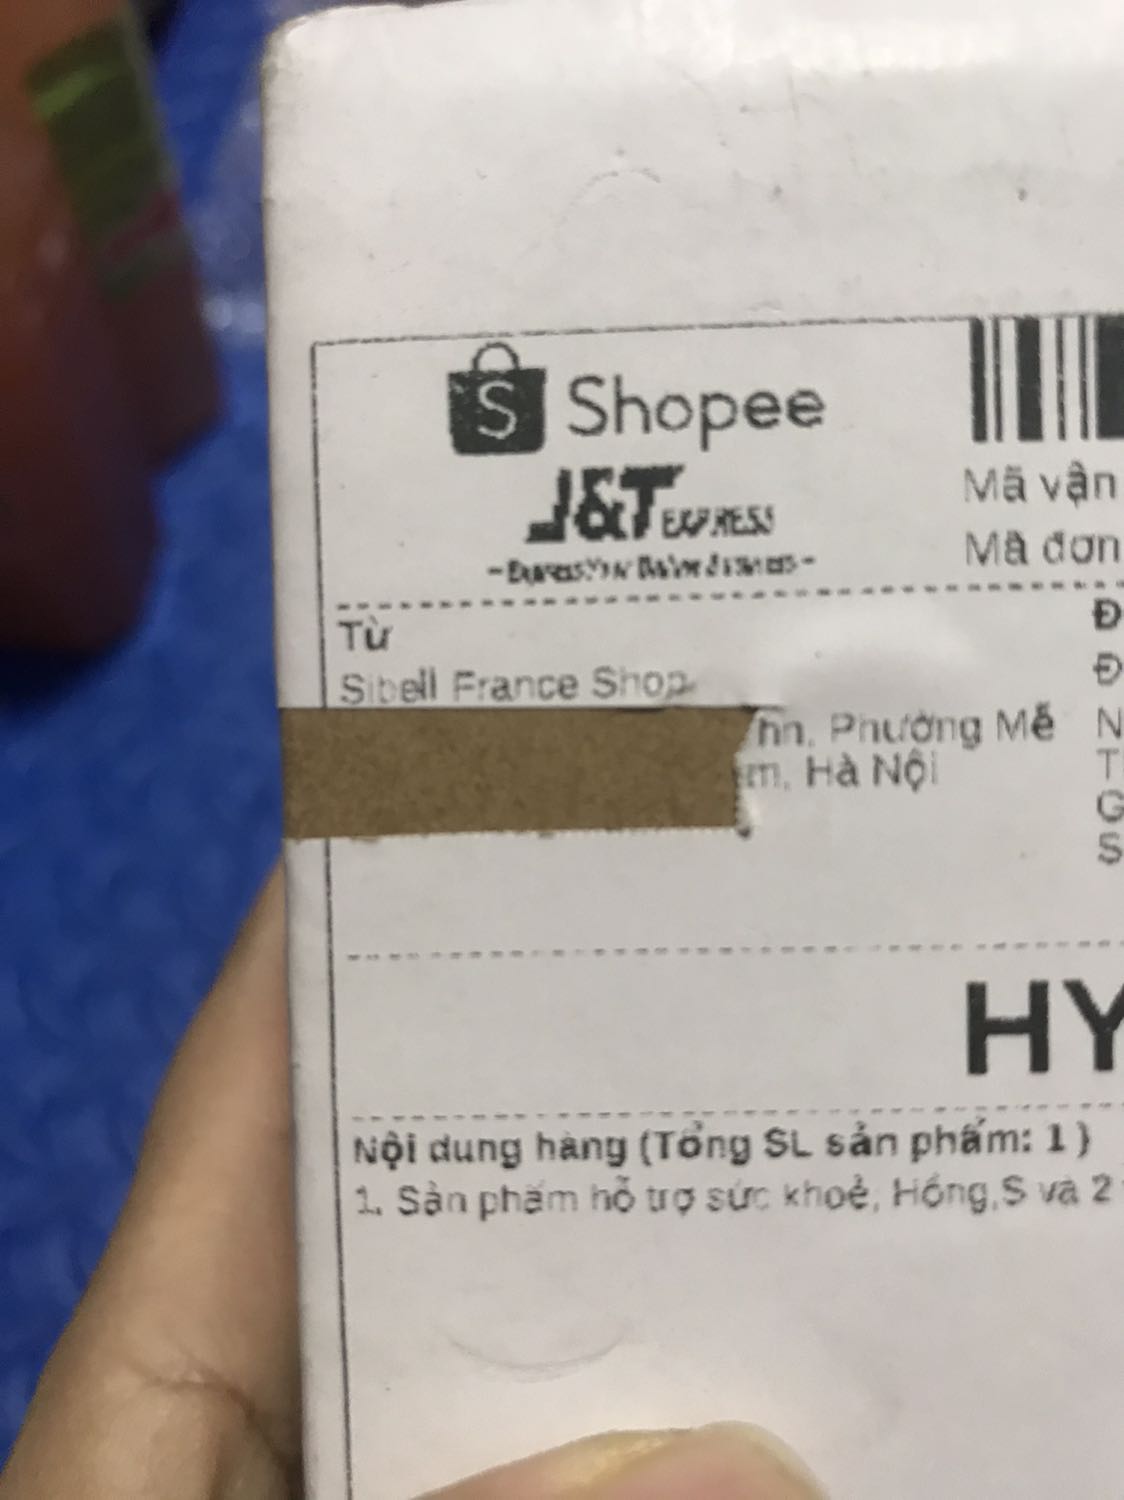 S Shopee
J&T EXPRESS
Mã vận
Mã đơn
Từ
Đ
Sibell France Shop
Đ
hn, Phường Mễ
N
m, Hà Nội
T
G
S
HY
Nội dung hàng (Tổng SL sản phẩm: 1)
1. Sản phẩm hỗ trợ sức khoẻ, Hồng,S và 2